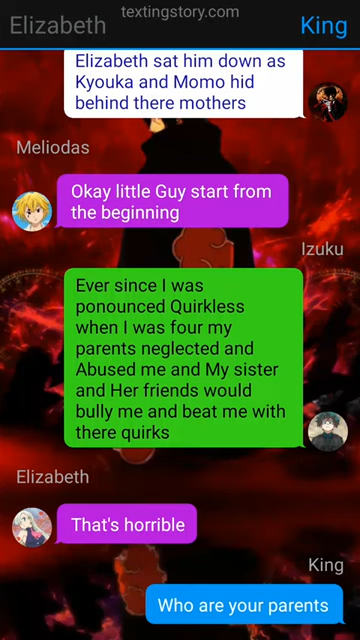 textingstory.com
Elizabeth
King
Elizabeth sat him down as
Kyouka and Momo hid
behind there mothers
Meliodas
Okay little Guy start from
the beginning
Izuku
Ever since I was
ponounced Quirkless
when I was four my
parents neglected and
Abused me and My sister
and Her friends would
bully me and beat me with
there quirks
Elizabeth
That's horrible
King
Who are your parents